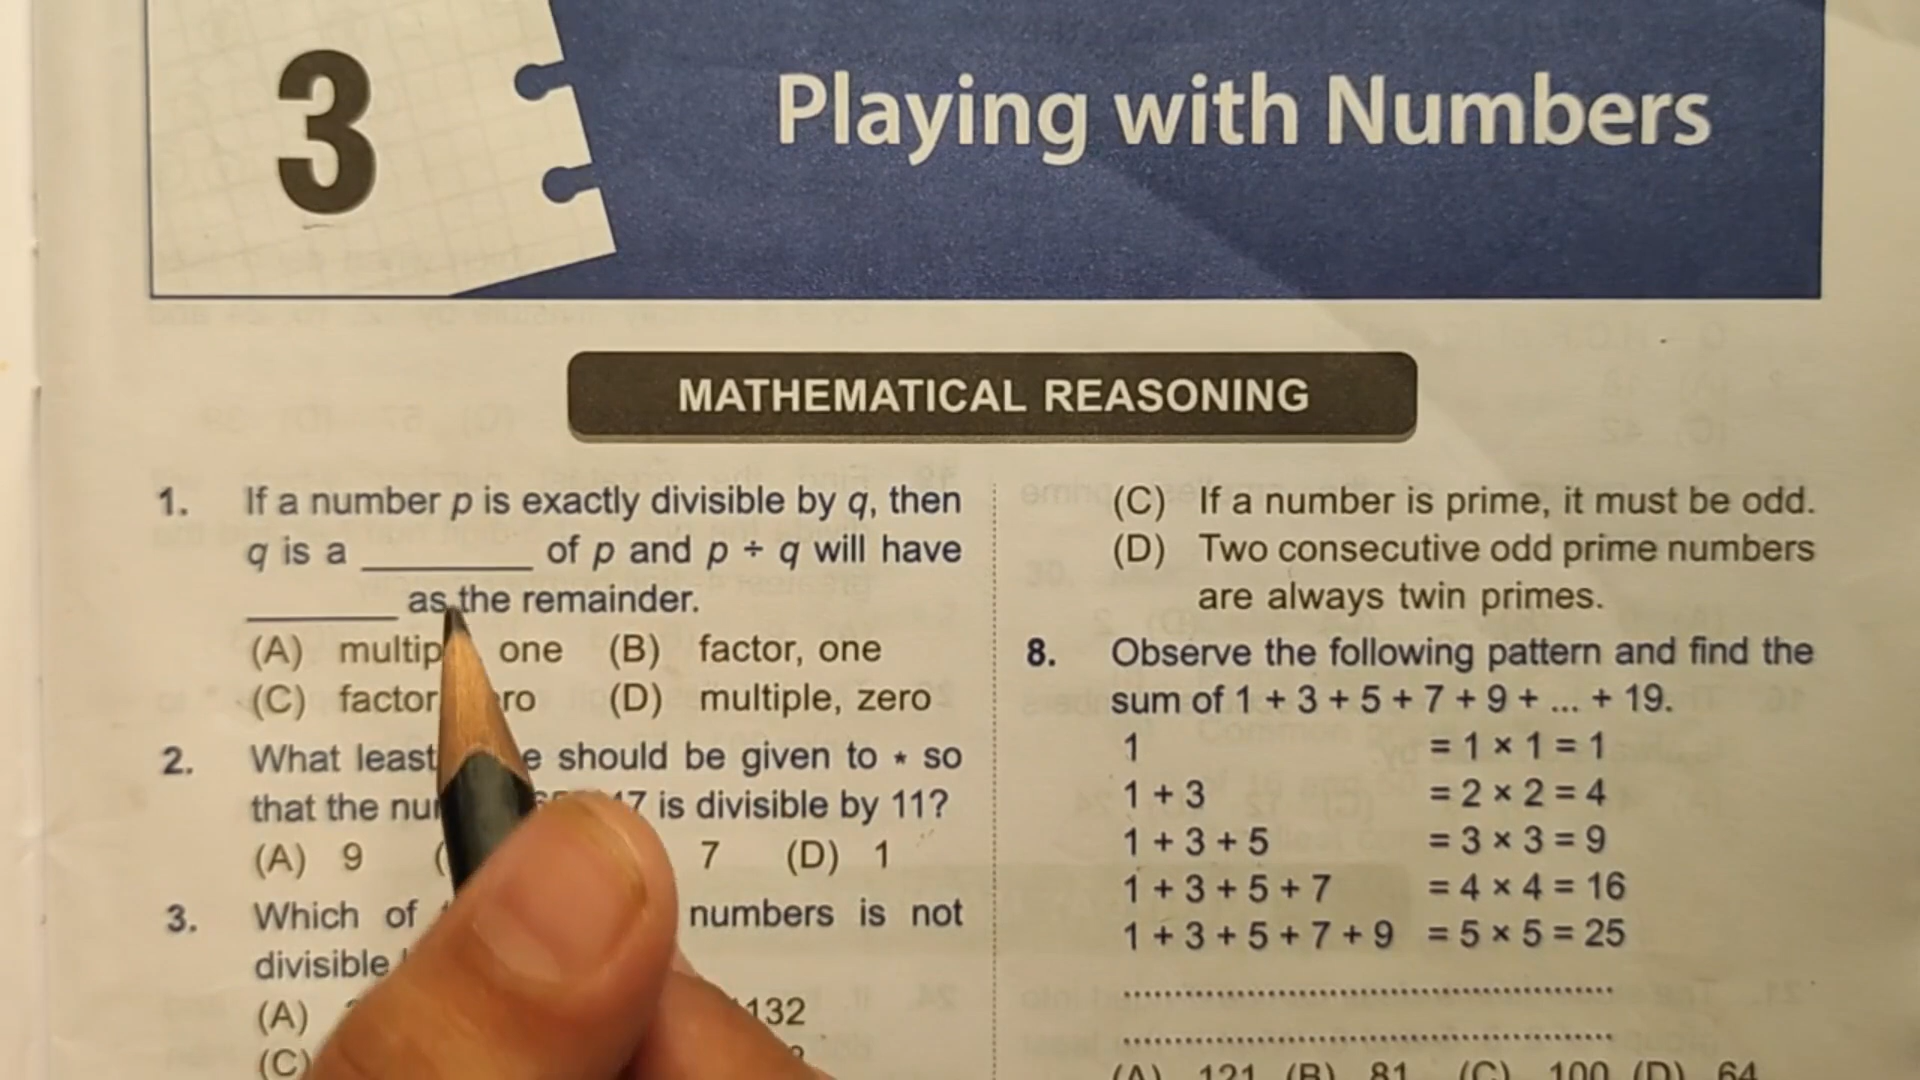 3
Playing with Numbers
MATHEMATICAL REASONING
1. If a number p is exactly divisible by q, then
q is a ________ of p and p ÷ q will have
________ as the remainder.
(A) one (B) factor, one
(C) factor (D) multiple, zero
2. What least should be given to ⋆ so
that the 7 is divisible by 11?
(A) 9 7 (D) 1
3. Which of numbers is not
divisible
(A) 132
(C)
(C) If a number is prime, it must be odd.
(D) Two consecutive odd prime numbers
are always twin primes.
8. Observe the following pattern and find the
sum of 1 + 3 + 5 + 7 + 9 + ... + 19.
1 = 1 × 1 = 1
1 + 3 = 2 × 2 = 4
1 + 3 + 5 = 3 × 3 = 9
1 + 3 + 5 + 7 = 4 × 4 = 16
1 + 3 + 5 + 7 + 9 = 5 × 5 = 25
(A) 121 (B) 81 (C) 100 (D) 64